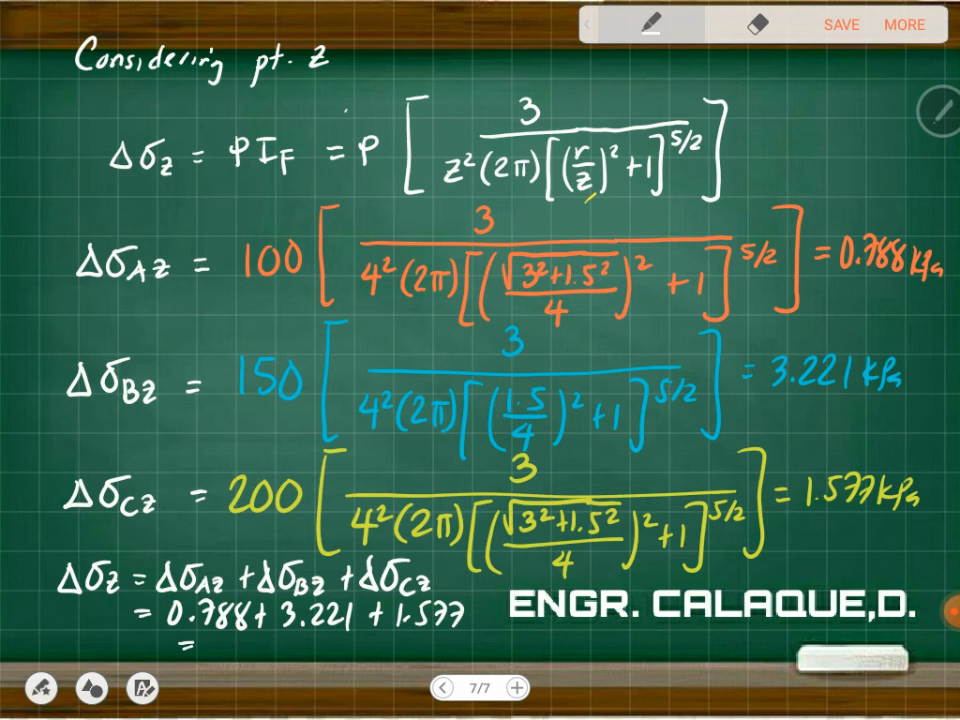 SAVE MORE
Considering pt. z
Δσz = PIF = P [ 3 / z²(2π)[(r/z)²+1]^5/2 ]
ΔσAz = 100 [ 3 / 4²(2π)[(√3²+1.5²/4)²+1]^5/2 ] = 0.788 kPa
ΔσBz = 150 [ 3 / 4²(2π)[(1.5/4)²+1]^5/2 ] = 3.221 kPa
ΔσCz = 200 [ 3 / 4²(2π)[(√3²+1.5²/4)²+1]^5/2 ] = 1.577 kPa
Δσz = ΔσAz + ΔσBz + ΔσCz
= 0.788 + 3.221 + 1.577
=
ENGR. CALAQUE,D.
7/7